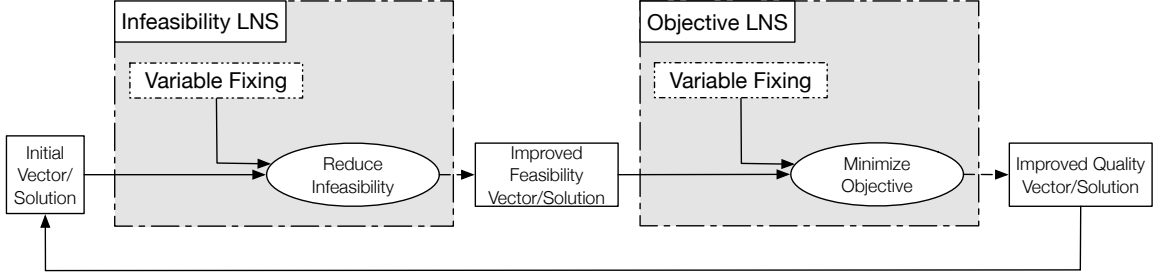 Infeasibility LNS
Variable Fixing
Initial
Vector/
Solution
Reduce
Infeasibility
Improved
Feasibility
Vector/Solution
Objective LNS
Variable Fixing
Minimize
Objective
Improved Quality
Vector/Solution